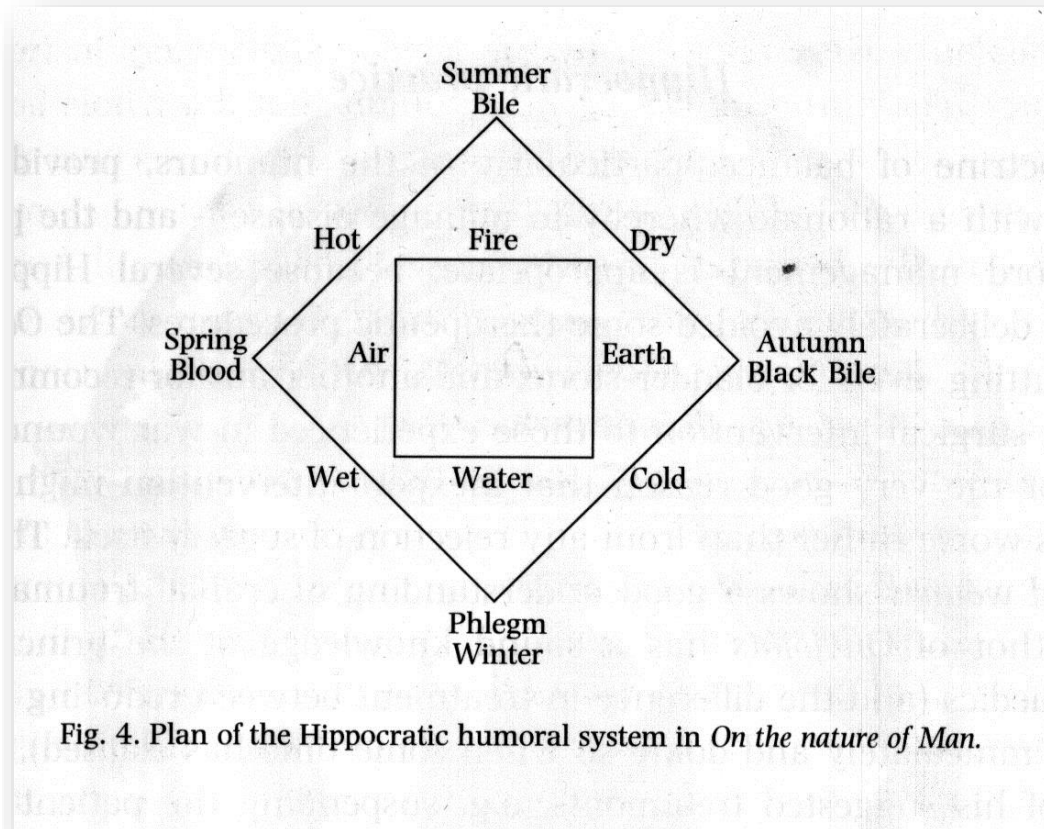 Summer
Bile
Hot
Fire
Dry
Spring
Blood
Air
Earth
Autumn
Black Bile
Wet
Water
Cold
Phlegm
Winter
Fig. 4. Plan of the Hippocratic humoral system in On the nature of Man.